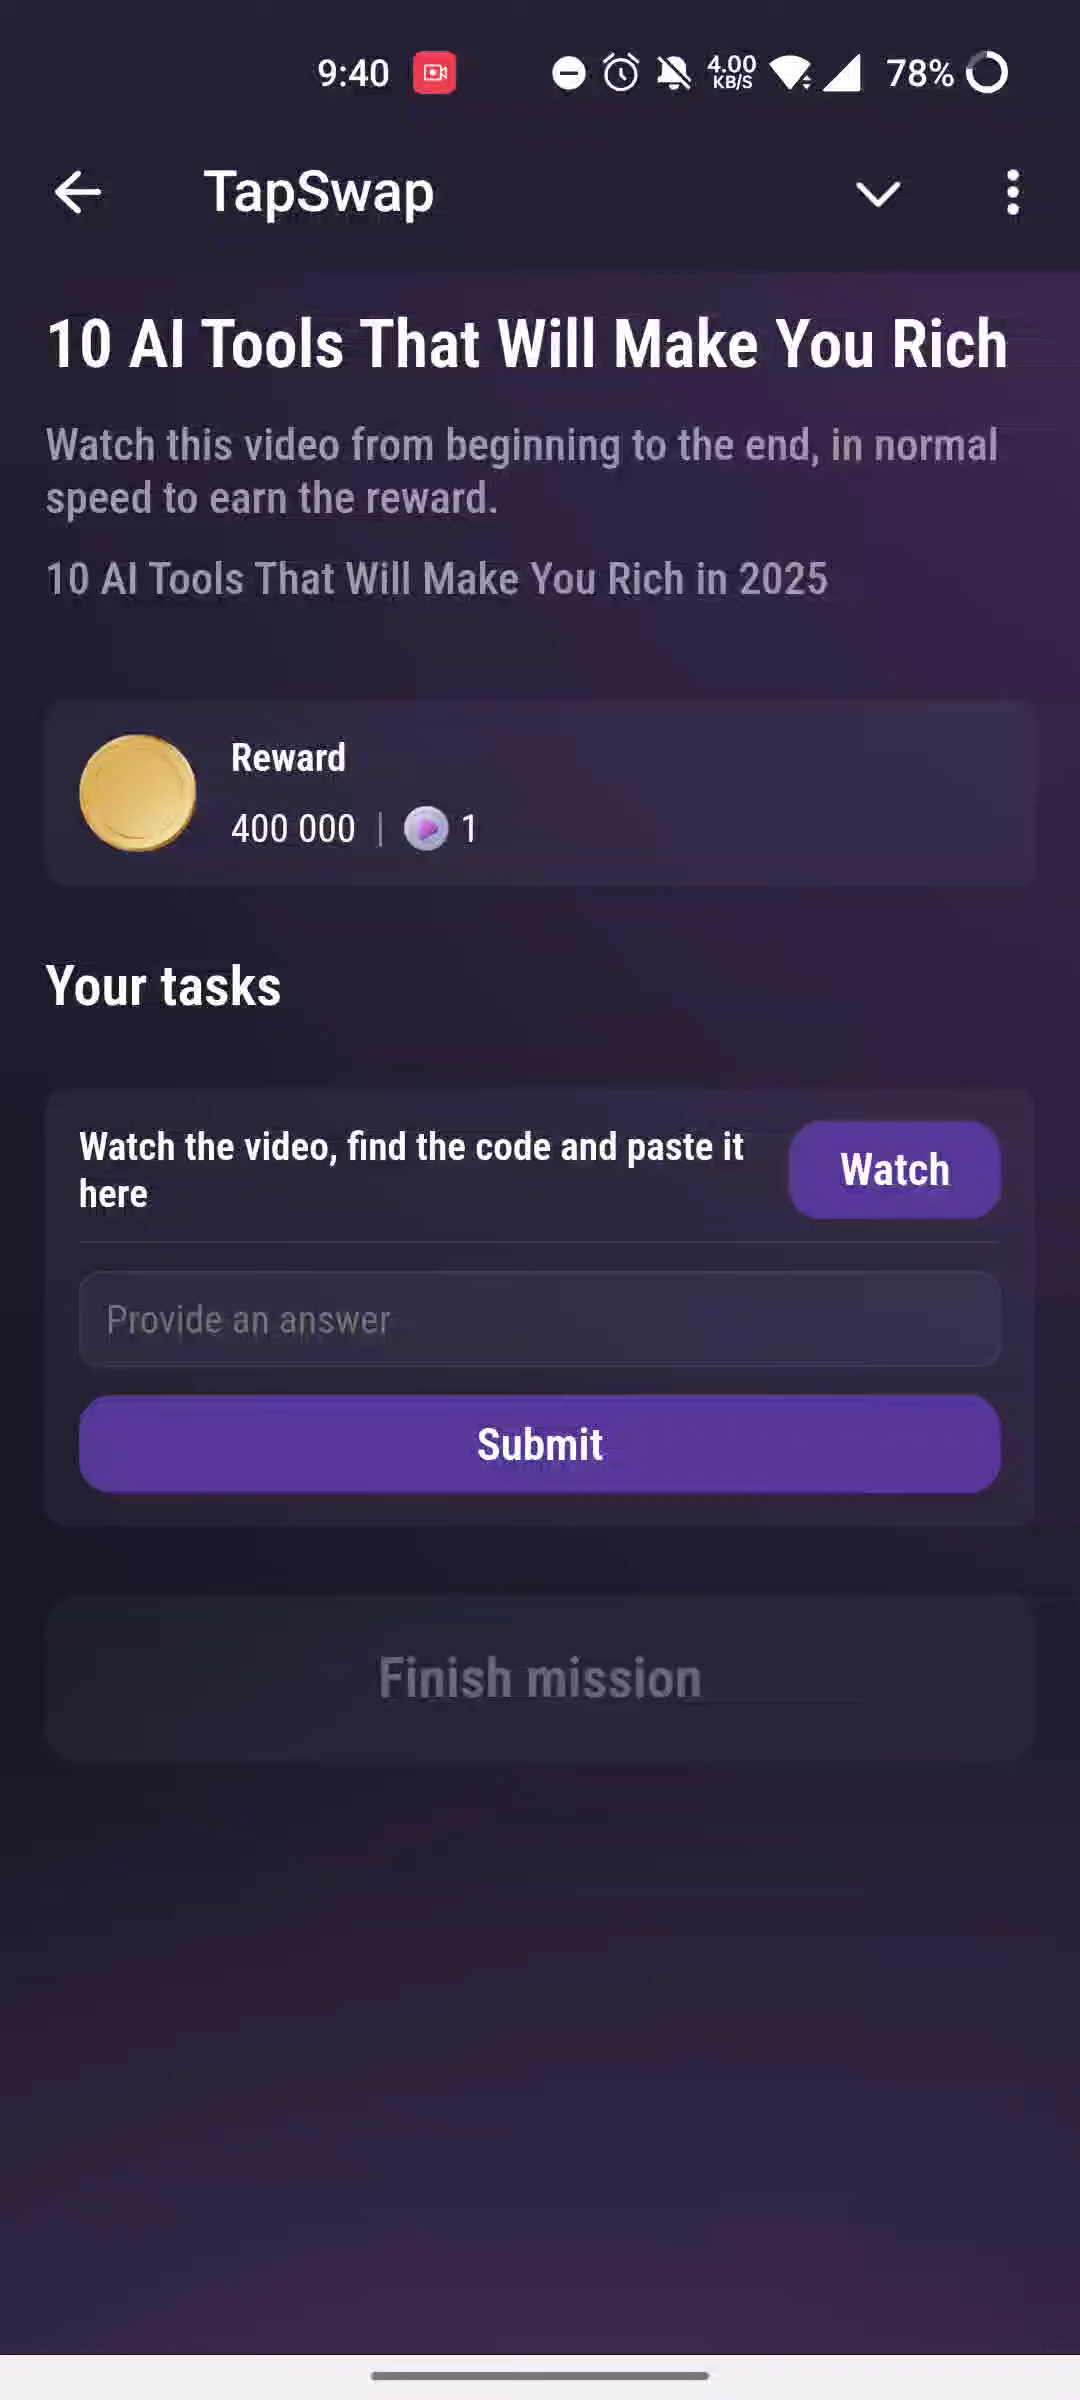 9:40
4.00
KB/S
78%
TapSwap
10 AI Tools That Will Make You Rich
Watch this video from beginning to the end, in normal
speed to earn the reward.
10 AI Tools That Will Make You Rich in 2025
Reward
400 000 | 1
Your tasks
Watch the video, find the code and paste it
here
Watch
Provide an answer
Submit
Finish mission